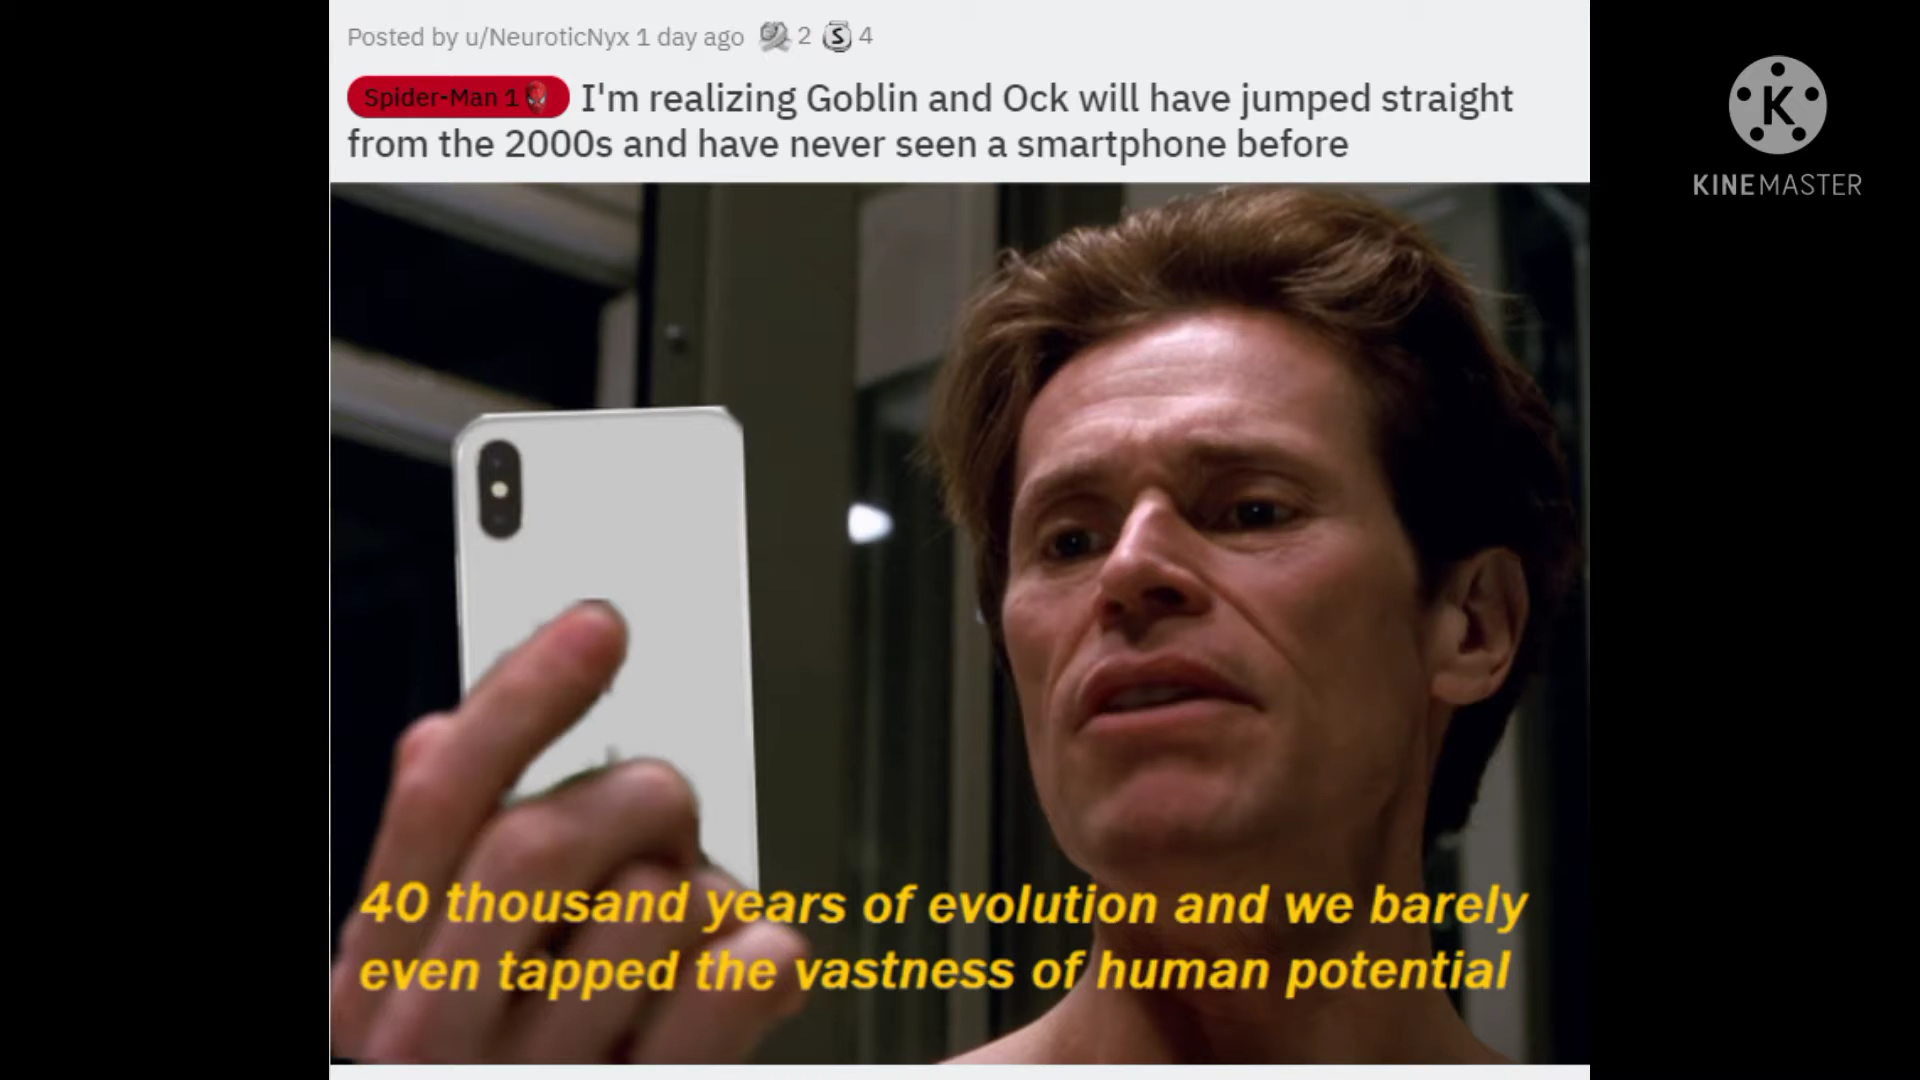 Posted by u/NeuroticNyx 1 day ago 2 S 4
Spider-Man 1 I'm realizing Goblin and Ock will have jumped straight
from the 2000s and have never seen a smartphone before
K
KINEMASTER
40 thousand years of evolution and we barely
even tapped the vastness of human potential